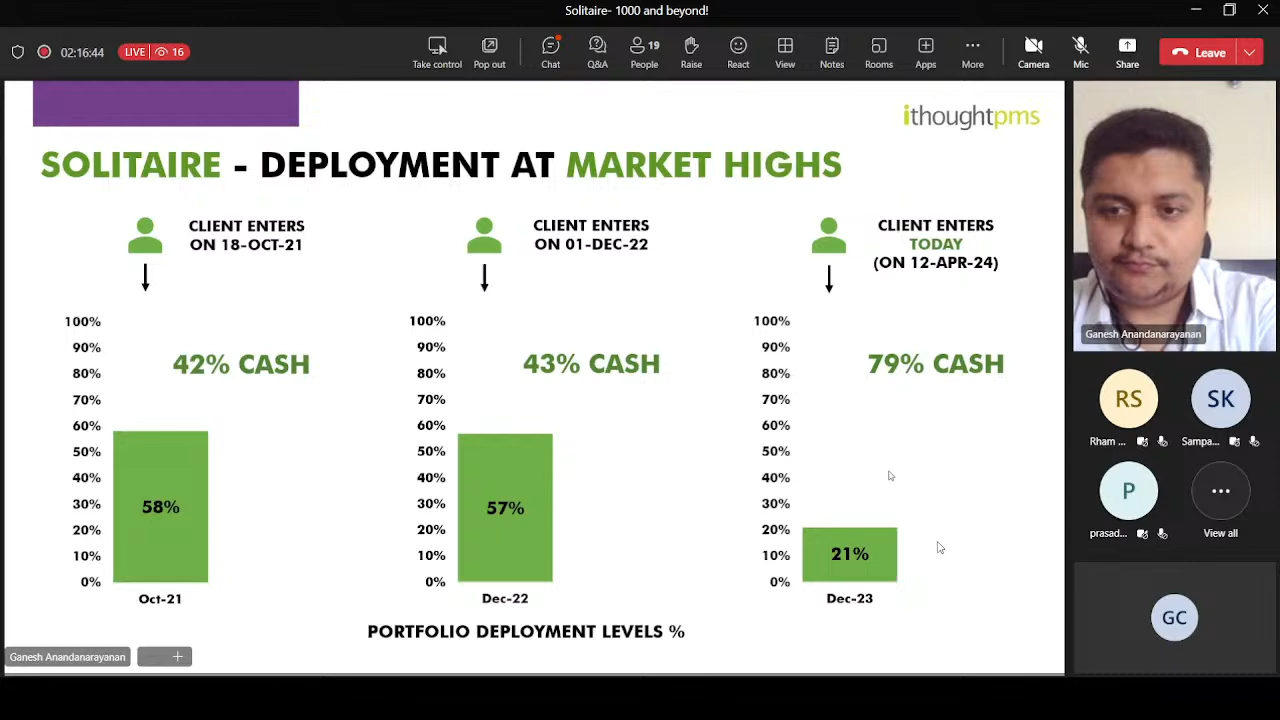 Solitaire- 1000 and beyond!
02:16:44
LIVE 16
Take control
Pop out
Chat
Q&A
19
People
Raise
React
View
Notes
Rooms
Apps
More
Camera
Mic
Share
Leave
ithoughtpms
SOLITAIRE - DEPLOYMENT AT MARKET HIGHS
CLIENT ENTERS
ON 18-OCT-21
100%
90%
80%
70%
60%
50%
40%
30%
20%
10%
0%
42% CASH
58%
Oct-21
CLIENT ENTERS
ON 01-DEC-22
100%
90%
80%
70%
60%
50%
40%
30%
20%
10%
0%
43% CASH
57%
Dec-22
CLIENT ENTERS
TODAY
(ON 12-APR-24)
100%
90%
80%
70%
60%
50%
40%
30%
20%
10%
0%
79% CASH
21%
Dec-23
PORTFOLIO DEPLOYMENT LEVELS %
Ganesh Anandanarayanan
Ganesh Anandanarayanan
RS
Rham ...
SK
Sampa...
P
prasad...
View all
GC